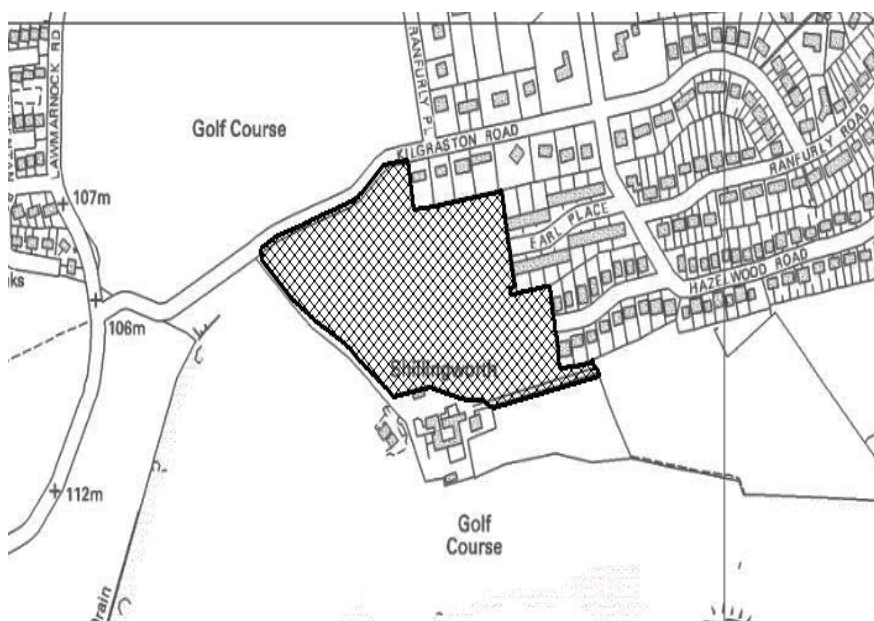 LAWMARNOCK RD
RANFURLY PL
Golf Course
KILGRASTON ROAD
RANFURLY ROAD
107m
EARL PLACE
HAZELWOOD ROAD
106m
Shillingworth
112m
Golf
Course
Drain